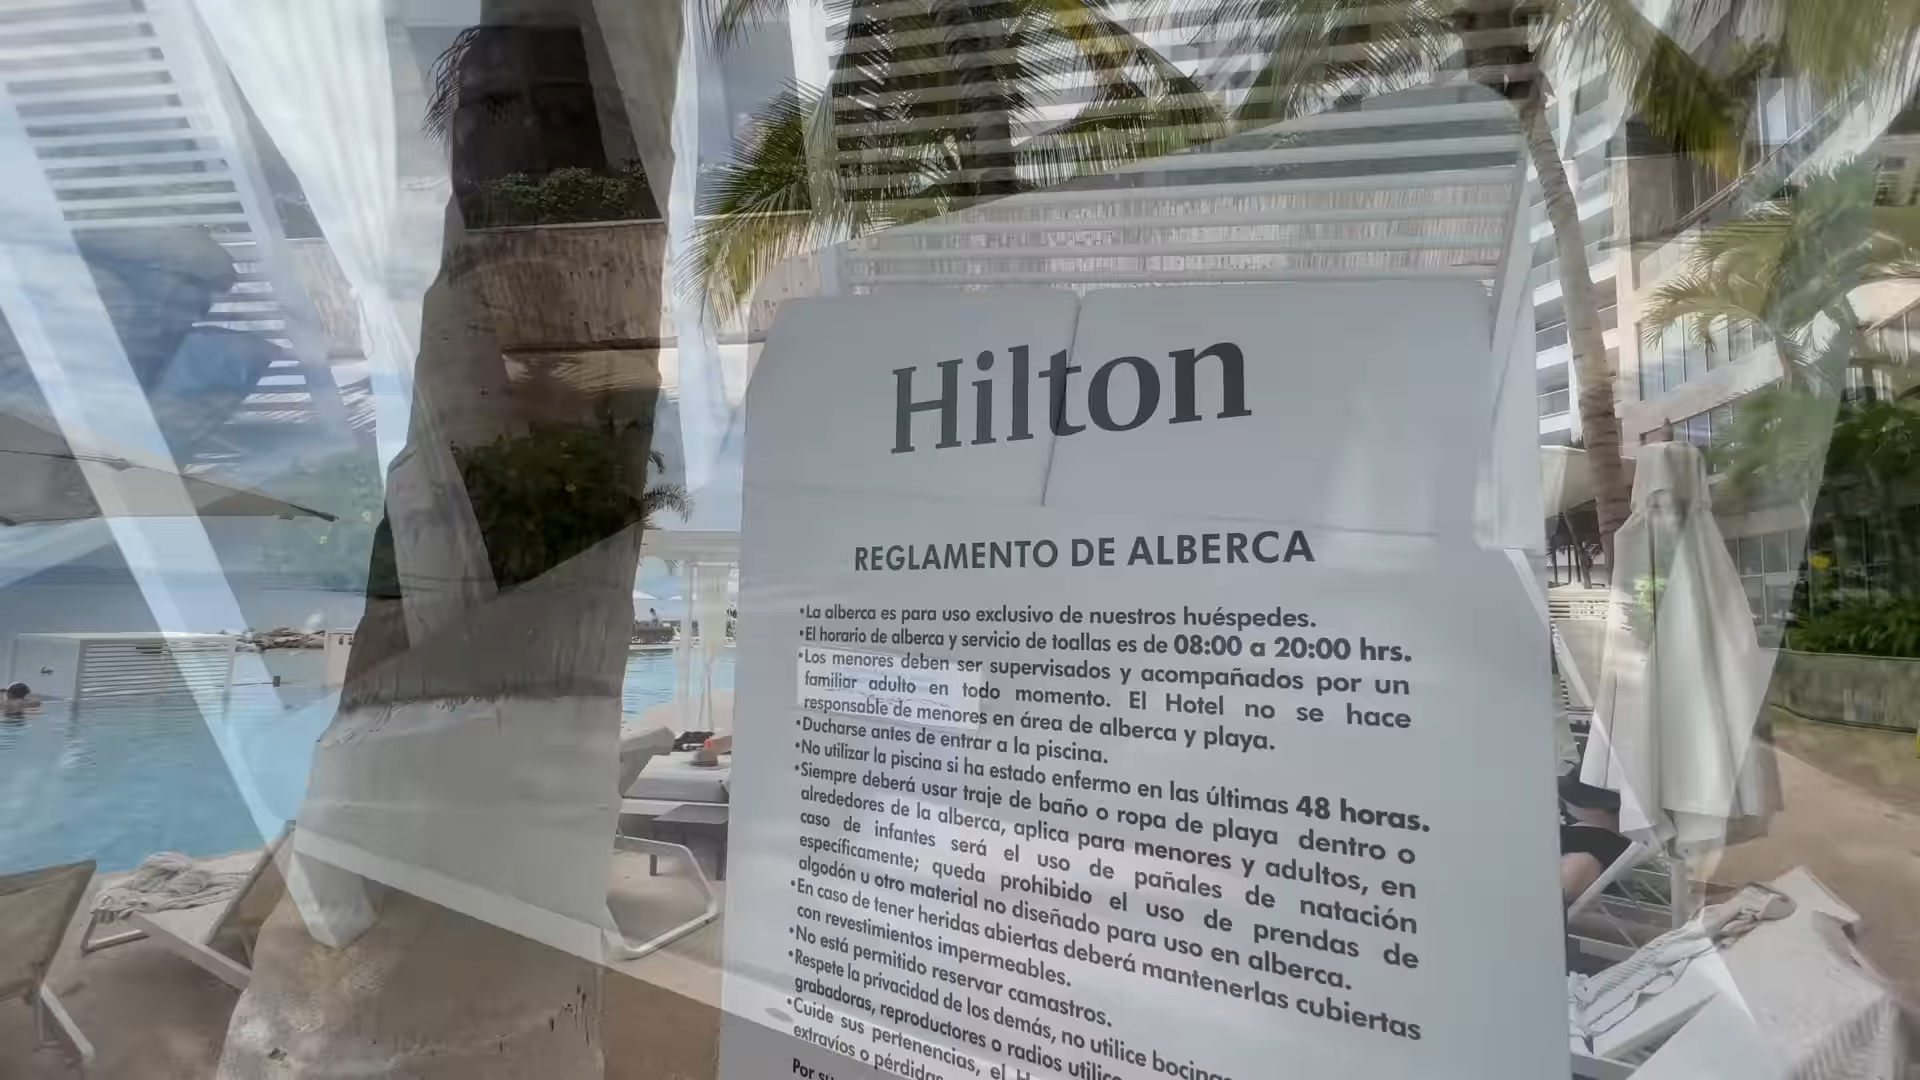 Hilton
REGLAMENTO DE ALBERCA
•La alberca es para uso exclusivo de nuestros huéspedes.
•El horario de alberca y servicio de toallas es de 08:00 a 20:00 hrs.
•Los menores deben ser supervisados y acompañados por un
familiar adulto en todo momento. El Hotel no se hace
responsable de menores en área de alberca y playa.
•Ducharse antes de entrar a la piscina.
•No utilizar la piscina si ha estado enfermo en las últimas 48 horas.
•Siempre deberá usar traje de baño o ropa de playa dentro o
alrededores de la alberca, aplica para menores y adultos, en
caso de infantes será el uso de pañales de natación
específicamente; queda prohibido el uso de prendas de
algodón u otro material no diseñado para uso en alberca.
•En caso de tener heridas abiertas deberá mantenerlas cubiertas
con revestimientos impermeables.
•No está permitido reservar camastros.
•Respete la privacidad de los demás, no utilice
grabadoras, reproductores o radios
•Cuide sus pertenencias, el
extravíos o
Por